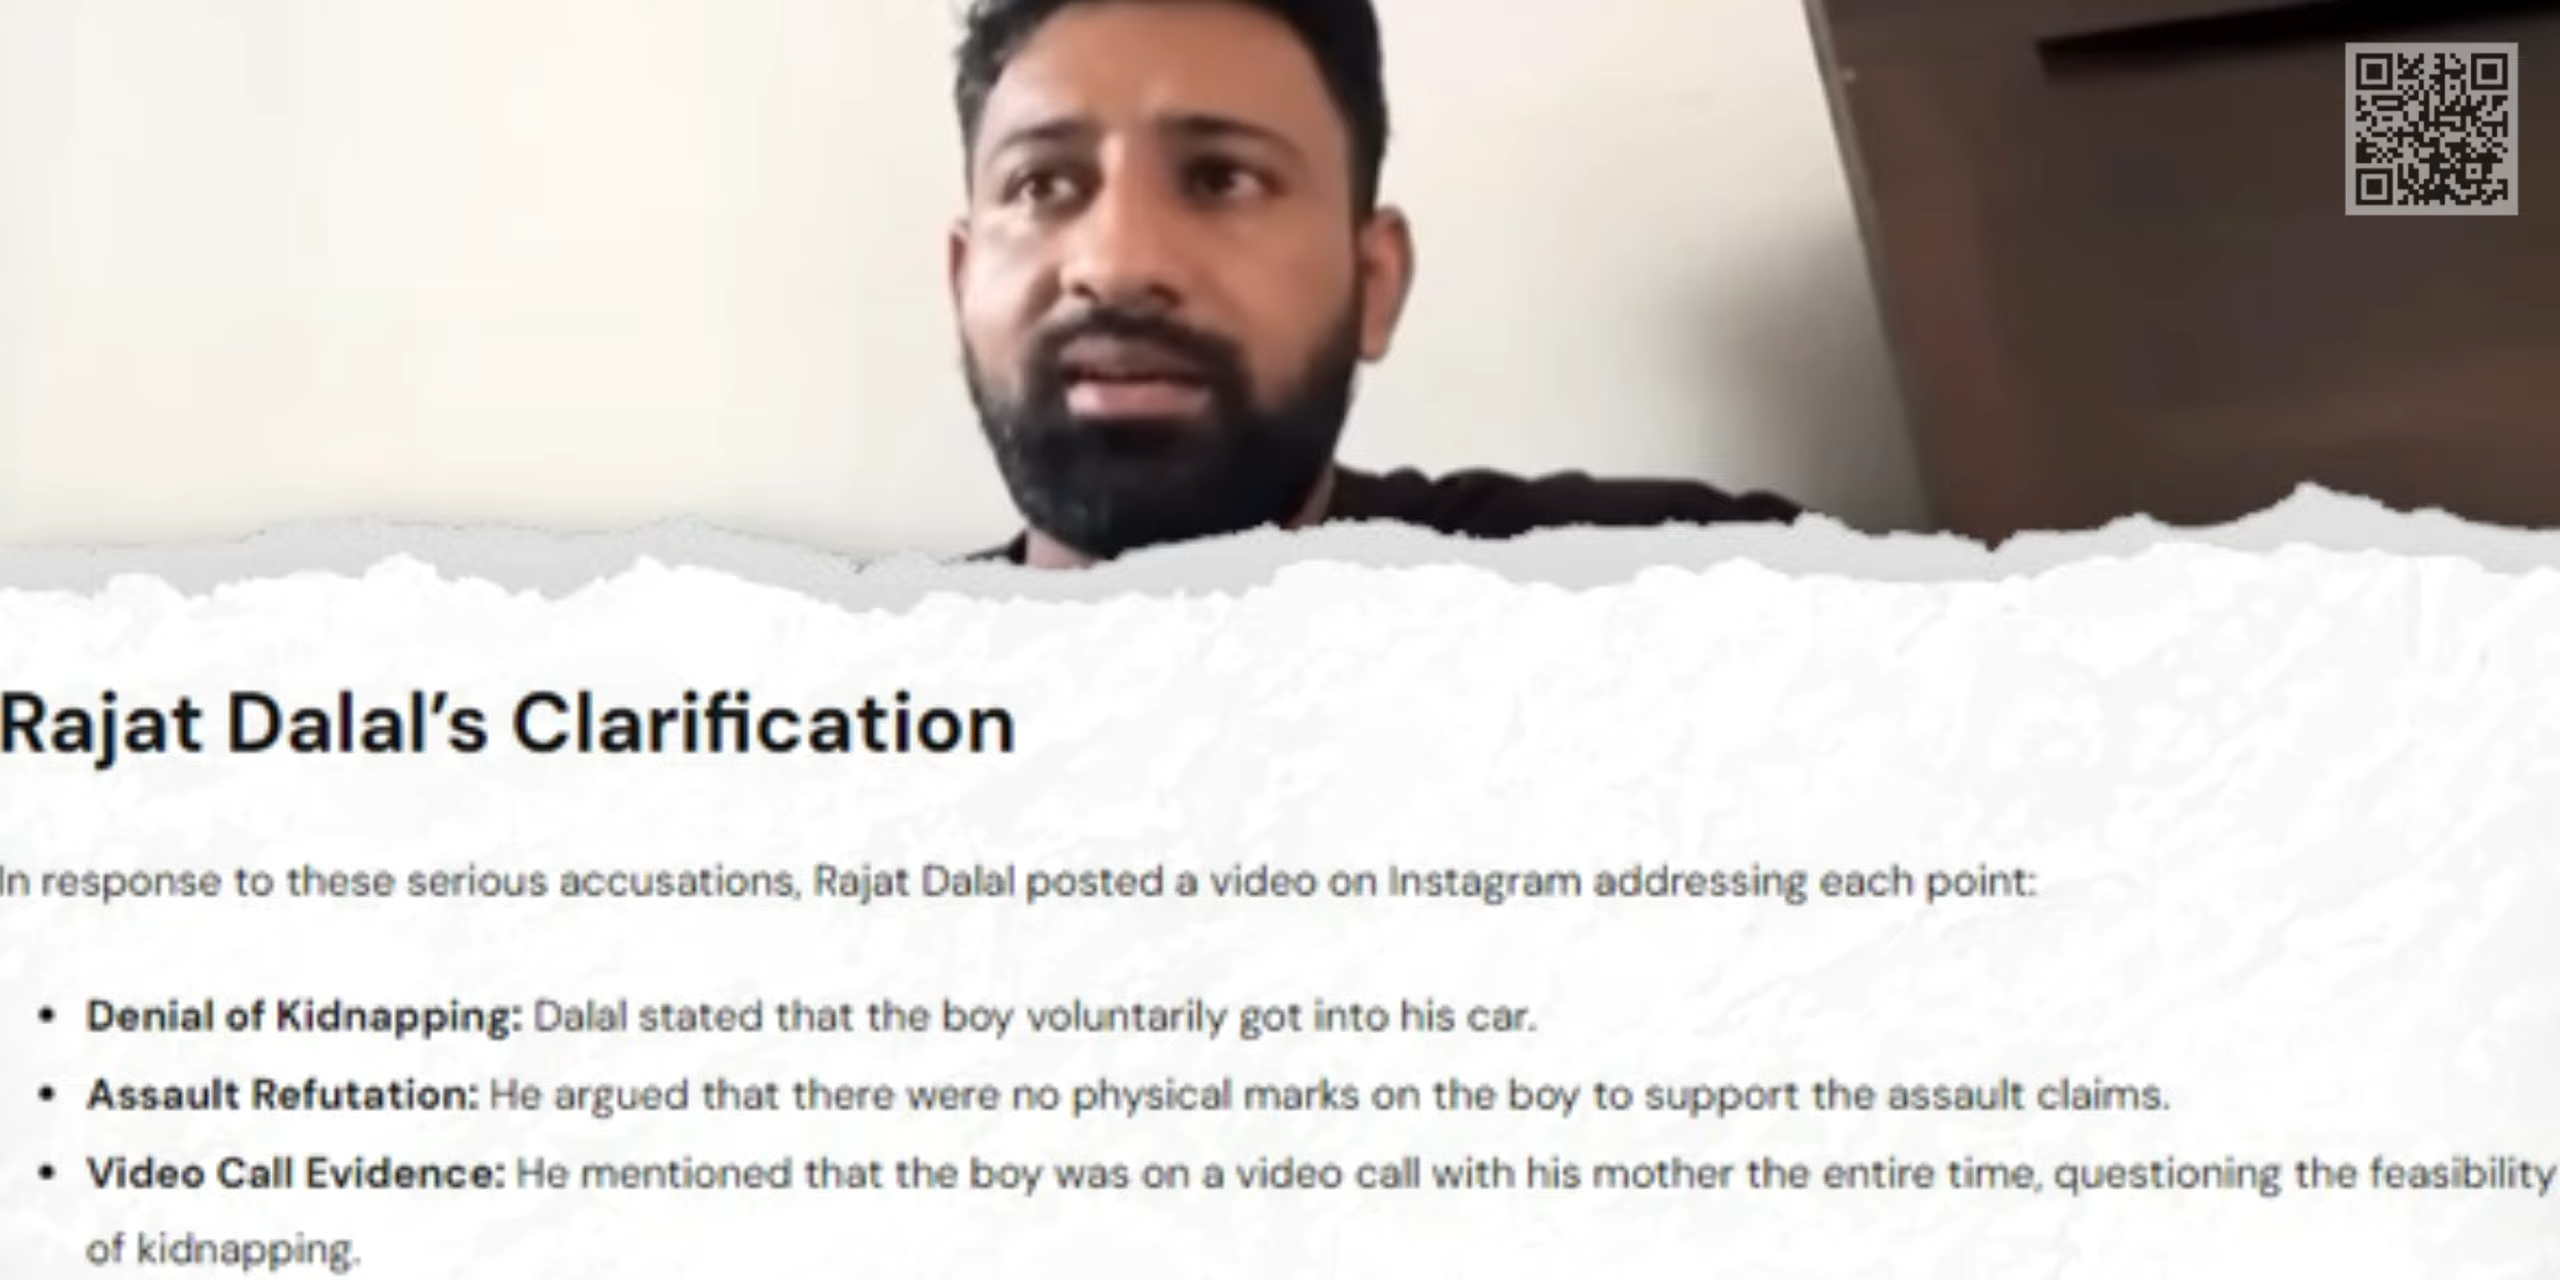 Rajat Dalal’s Clarification
In response to these serious accusations, Rajat Dalal posted a video on Instagram addressing each point:
• Denial of Kidnapping: Dalal stated that the boy voluntarily got into his car.
• Assault Refutation: He argued that there were no physical marks on the boy to support the assault claims.
• Video Call Evidence: He mentioned that the boy was on a video call with his mother the entire time, questioning the feasibility
of kidnapping.